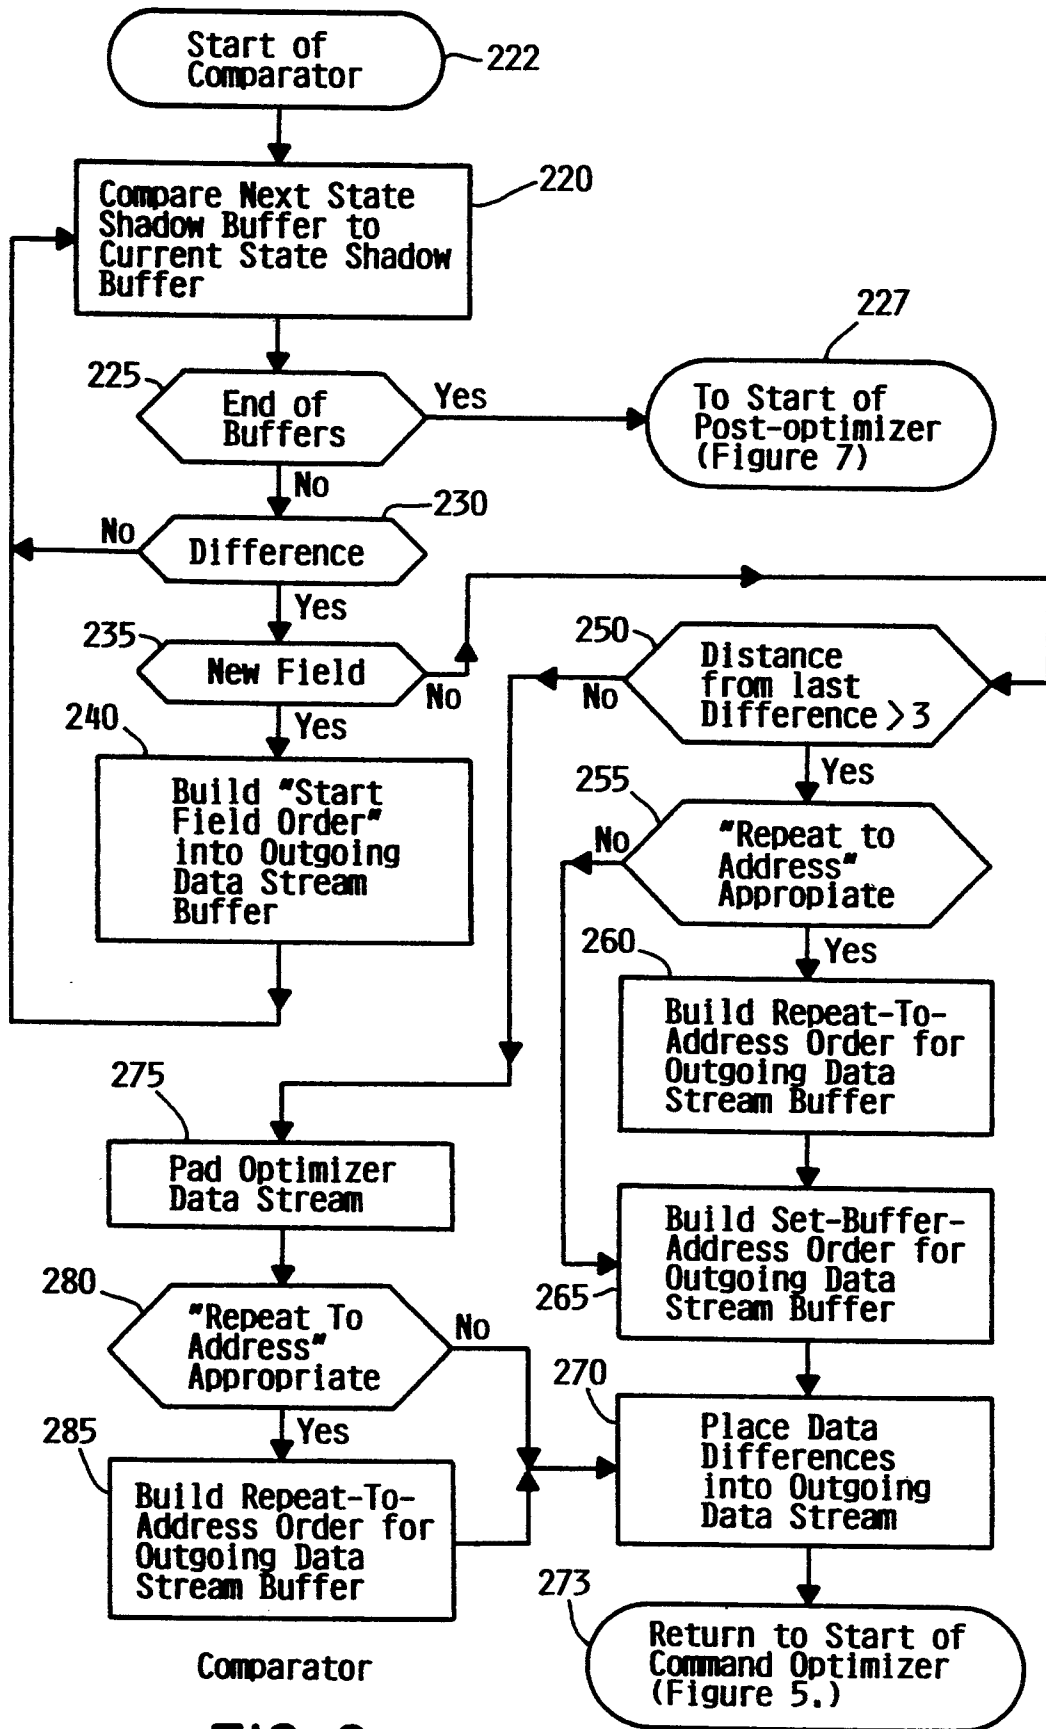 Start of
Comparator
222
Compare Next State
Shadow Buffer to
Current State Shadow
Buffer
220
227
225
End of
Buffers
Yes
To Start of
Post-optimizer
(Figure 7)
No
230
No
Difference
Yes
235
New Field
No
250
Distance
from last
Difference >3
No
Yes
240
Yes
Build "Start
Field Order"
into Outgoing
Data Stream
Buffer
255
No
"Repeat to
Address"
Appropiate
Yes
260
Build Repeat-To-
Address Order for
Outgoing Data
Stream Buffer
275
Pad Optimizer
Data Stream
Build Set-Buffer-
Address Order for
Outgoing Data
Stream Buffer
265
280
"Repeat To
Address"
Appropriate
No
Yes
270
Place Data
Differences
into Outgoing
Data Stream
285
Build Repeat-To-
Address Order for
Outgoing Data
Stream Buffer
273
Return to Start of
Command Optimizer
(Figure 5.)
Comparator